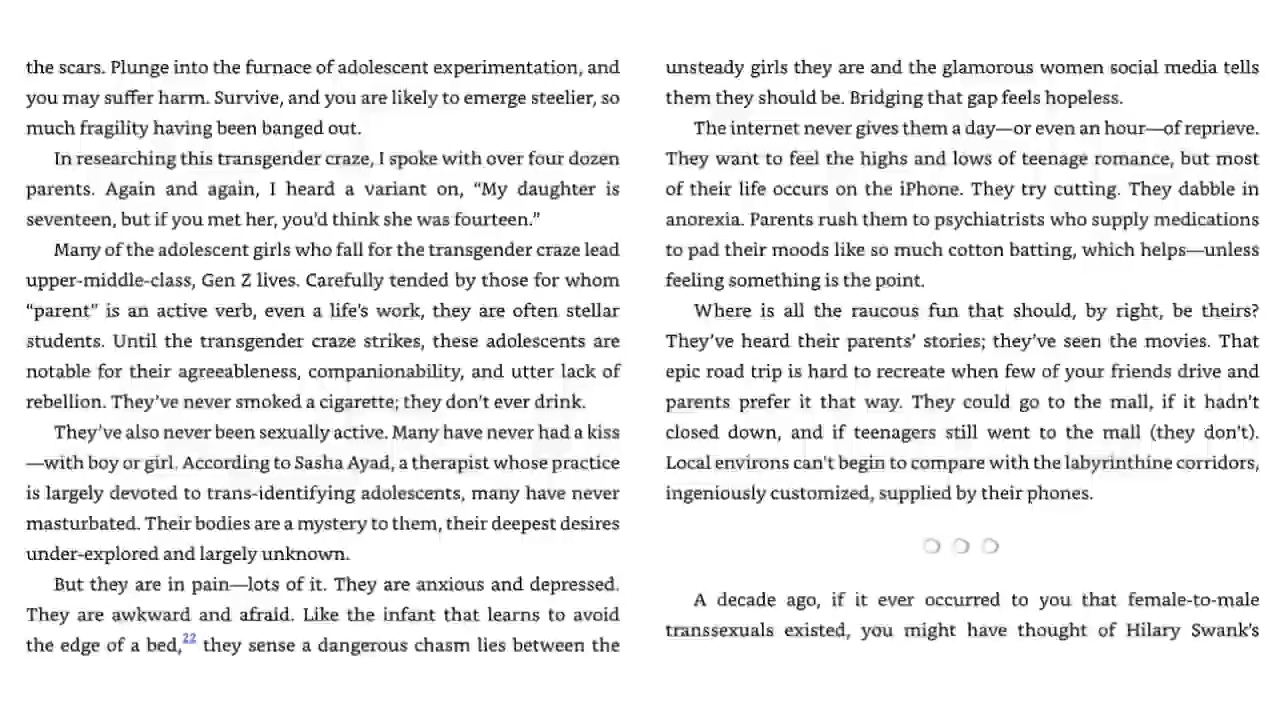 the scars. Plunge into the furnace of adolescent experimentation, and
you may suffer harm. Survive, and you are likely to emerge steelier, so
much fragility having been banged out.
In researching this transgender craze, I spoke with over four dozen
parents. Again and again, I heard a variant on, “My daughter is
seventeen, but if you met her, you’d think she was fourteen.”
Many of the adolescent girls who fall for the transgender craze lead
upper-middle-class, Gen Z lives. Carefully tended by those for whom
“parent” is an active verb, even a life’s work, they are often stellar
students. Until the transgender craze strikes, these adolescents are
notable for their agreeableness, companionability, and utter lack of
rebellion. They’ve never smoked a cigarette; they don’t ever drink.
They’ve also never been sexually active. Many have never had a kiss
—with boy or girl. According to Sasha Ayad, a therapist whose practice
is largely devoted to trans-identifying adolescents, many have never
masturbated. Their bodies are a mystery to them, their deepest desires
under-explored and largely unknown.
But they are in pain—lots of it. They are anxious and depressed.
They are awkward and afraid. Like the infant that learns to avoid
the edge of a bed,22 they sense a dangerous chasm lies between the
unsteady girls they are and the glamorous women social media tells
them they should be. Bridging that gap feels hopeless.
The internet never gives them a day—or even an hour—of reprieve.
They want to feel the highs and lows of teenage romance, but most
of their life occurs on the iPhone. They try cutting. They dabble in
anorexia. Parents rush them to psychiatrists who supply medications
to pad their moods like so much cotton batting, which helps—unless
feeling something is the point.
Where is all the raucous fun that should, by right, be theirs?
They’ve heard their parents’ stories; they’ve seen the movies. That
epic road trip is hard to recreate when few of your friends drive and
parents prefer it that way. They could go to the mall, if it hadn’t
closed down, and if teenagers still went to the mall (they don’t).
Local environs can’t begin to compare with the labyrinthine corridors,
ingeniously customized, supplied by their phones.
A decade ago, if it ever occurred to you that female-to-male
transsexuals existed, you might have thought of Hilary Swank’s